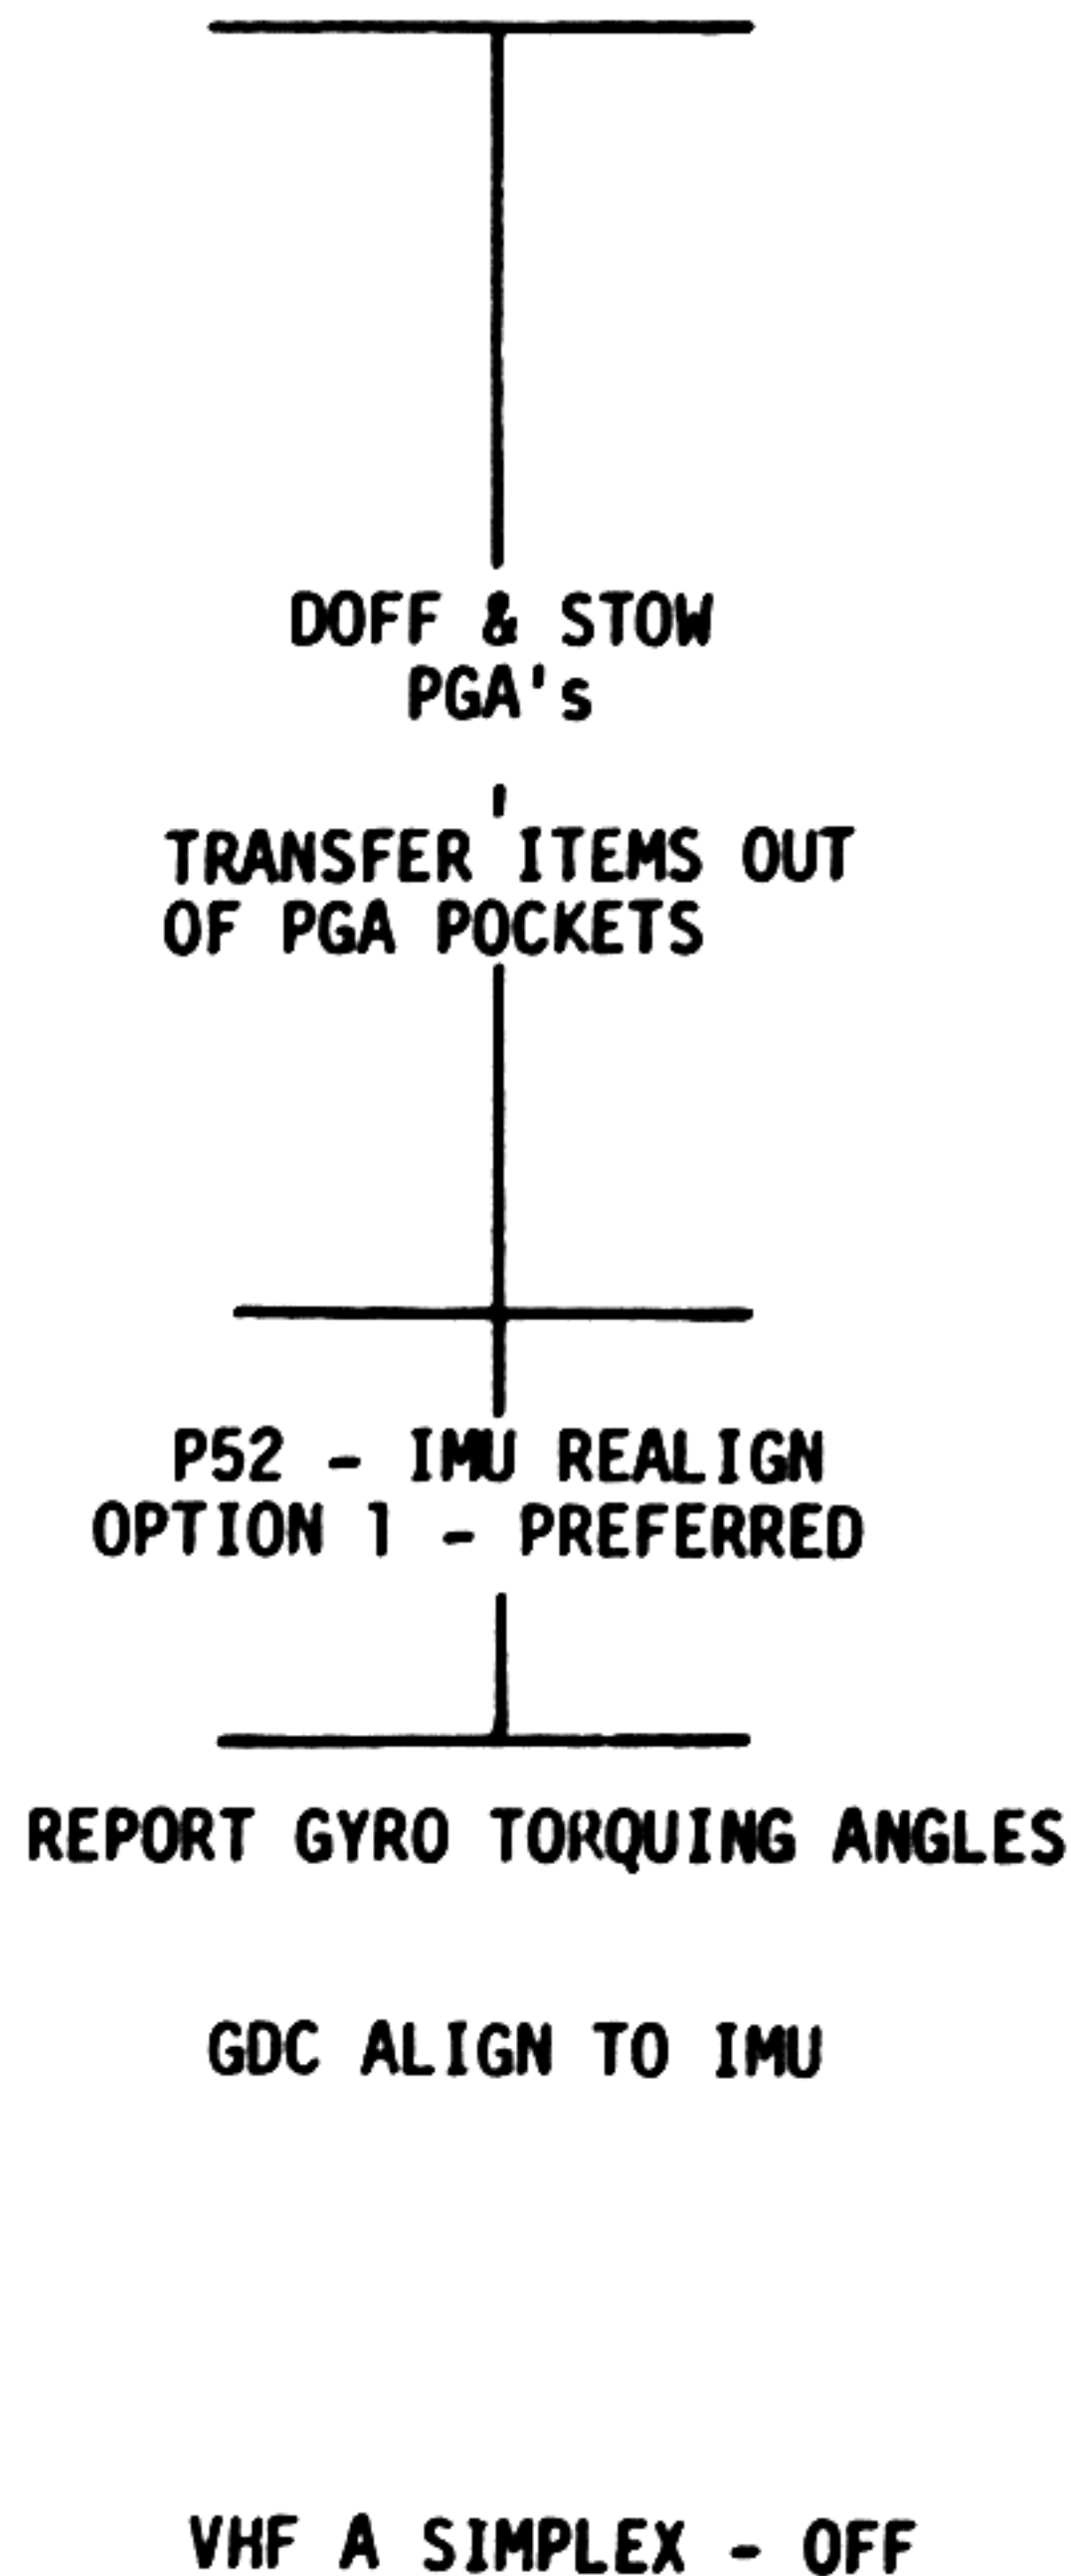 DOFF & STOW
PGA's
TRANSFER ITEMS OUT
OF PGA POCKETS
P52 - IMU REALIGN
OPTION 1 - PREFERRED
REPORT GYRO TORQUING ANGLES
GDC ALIGN TO IMU
VHF A SIMPLEX - OFF